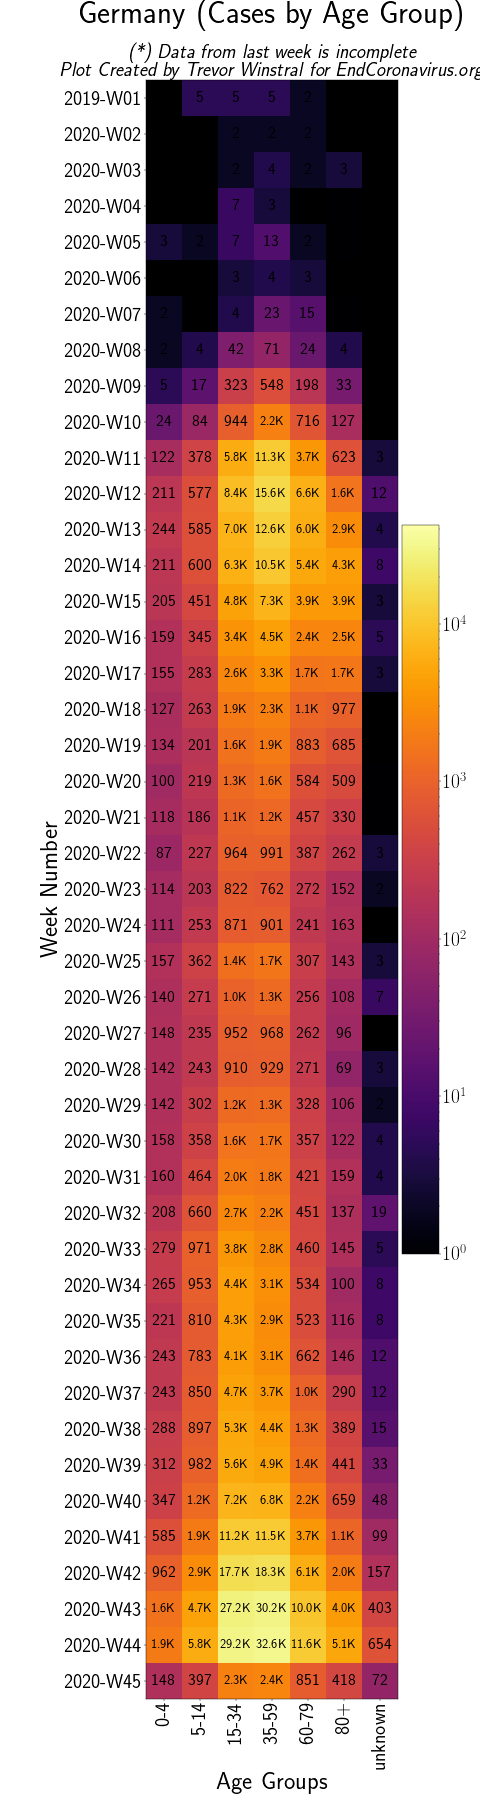 Germany (Cases by Age Group)
(*) Data from last week is incomplete
Plot Created by Trevor Winstral for EndCoronavirus.org
2019-W01 5 5 5 2
2020-W02 2 2 2
2020-W03 2 4 2 3
2020-W04 7 3
2020-W05 3 2 7 13 2
2020-W06 3 4 3
2020-W07 2 4 23 15
2020-W08 2 4 42 71 24 4
2020-W09 5 17 323 548 198 33
2020-W10 24 84 944 2.2K 716 127
2020-W11 122 378 5.8K 11.3K 3.7K 623 3
2020-W12 211 577 8.4K 15.6K 6.6K 1.6K 12
2020-W13 244 585 7.0K 12.6K 6.0K 2.9K 4
2020-W14 211 600 6.3K 10.5K 5.4K 4.3K 8
2020-W15 205 451 4.8K 7.3K 3.9K 3.9K 3
2020-W16 159 345 3.4K 4.5K 2.4K 2.5K 5
2020-W17 155 283 2.6K 3.3K 1.7K 1.7K 3
2020-W18 127 263 1.9K 2.3K 1.1K 977
2020-W19 134 201 1.6K 1.9K 883 685
2020-W20 100 219 1.3K 1.6K 584 509
2020-W21 118 186 1.1K 1.2K 457 330
2020-W22 87 227 964 991 387 262 3
2020-W23 114 203 822 762 272 152 2
2020-W24 111 253 871 901 241 163
2020-W25 157 362 1.4K 1.7K 307 143 3
2020-W26 140 271 1.0K 1.3K 256 108 7
2020-W27 148 235 952 968 262 96
2020-W28 142 243 910 929 271 69 3
2020-W29 142 302 1.2K 1.3K 328 106 2
2020-W30 158 358 1.6K 1.7K 357 122 4
2020-W31 160 464 2.0K 1.8K 421 159 4
2020-W32 208 660 2.7K 2.2K 451 137 19
2020-W33 279 971 3.8K 2.8K 460 145 5
2020-W34 265 953 4.4K 3.1K 534 100 8
2020-W35 221 810 4.3K 2.9K 523 116 8
2020-W36 243 783 4.1K 3.1K 662 146 12
2020-W37 243 850 4.7K 3.7K 1.0K 290 12
2020-W38 288 897 5.3K 4.4K 1.3K 389 15
2020-W39 312 982 5.6K 4.9K 1.4K 441 33
2020-W40 347 1.2K 7.2K 6.8K 2.2K 659 48
2020-W41 585 1.9K 11.2K 11.5K 3.7K 1.1K 99
2020-W42 962 2.9K 17.7K 18.3K 6.1K 2.0K 157
2020-W43 1.6K 4.7K 27.2K 30.2K 10.0K 4.0K 403
2020-W44 1.9K 5.8K 29.2K 32.6K 11.6K 5.1K 654
2020-W45 148 397 2.3K 2.4K 851 418 72
0-4 5-14 15-34 35-59 60-79 80+ unknown
Age Groups
Week Number
10⁴
10³
10²
10¹
10⁰